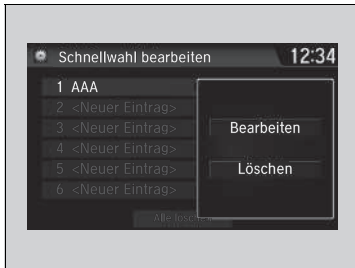 Schnellwahl bearbeiten 12:34
1 AAA
2 <Neuer Eintrag>
3 <Neuer Eintrag>
4 <Neuer Eintrag>
5 <Neuer Eintrag>
6 <Neuer Eintrag>
Bearbeiten
Löschen
Alle